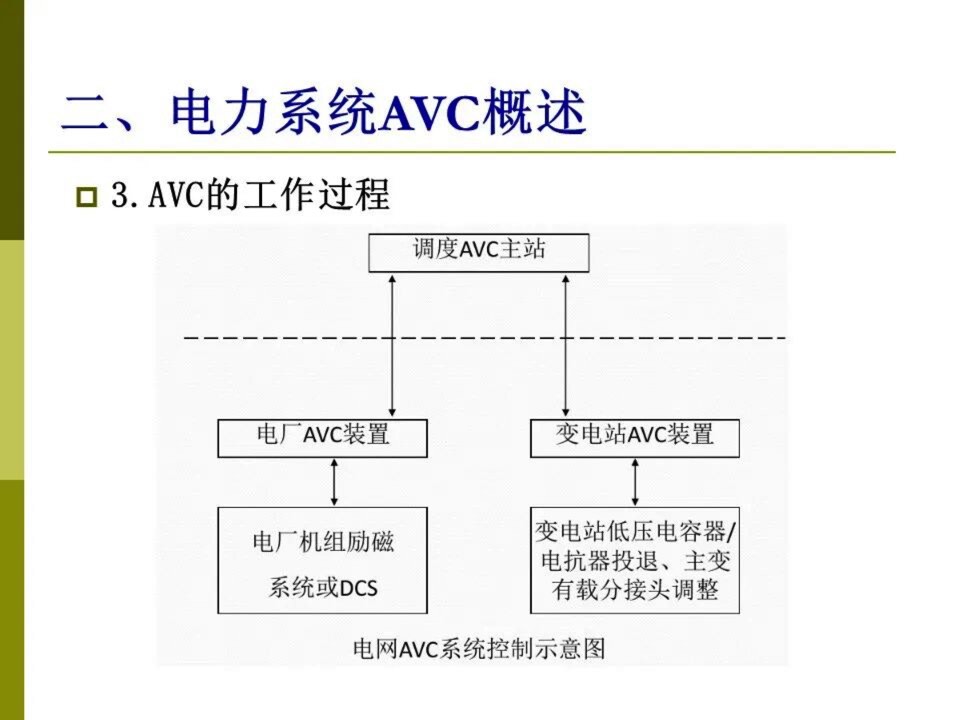 二、电力系统AVC概述
3.AVC的工作过程
调度AVC主站
电厂AVC装置
变电站AVC装置
电厂机组励磁
系统或DCS
变电站低压电容器/
电抗器投退、主变
有载分接头调整
电网AVC系统控制示意图